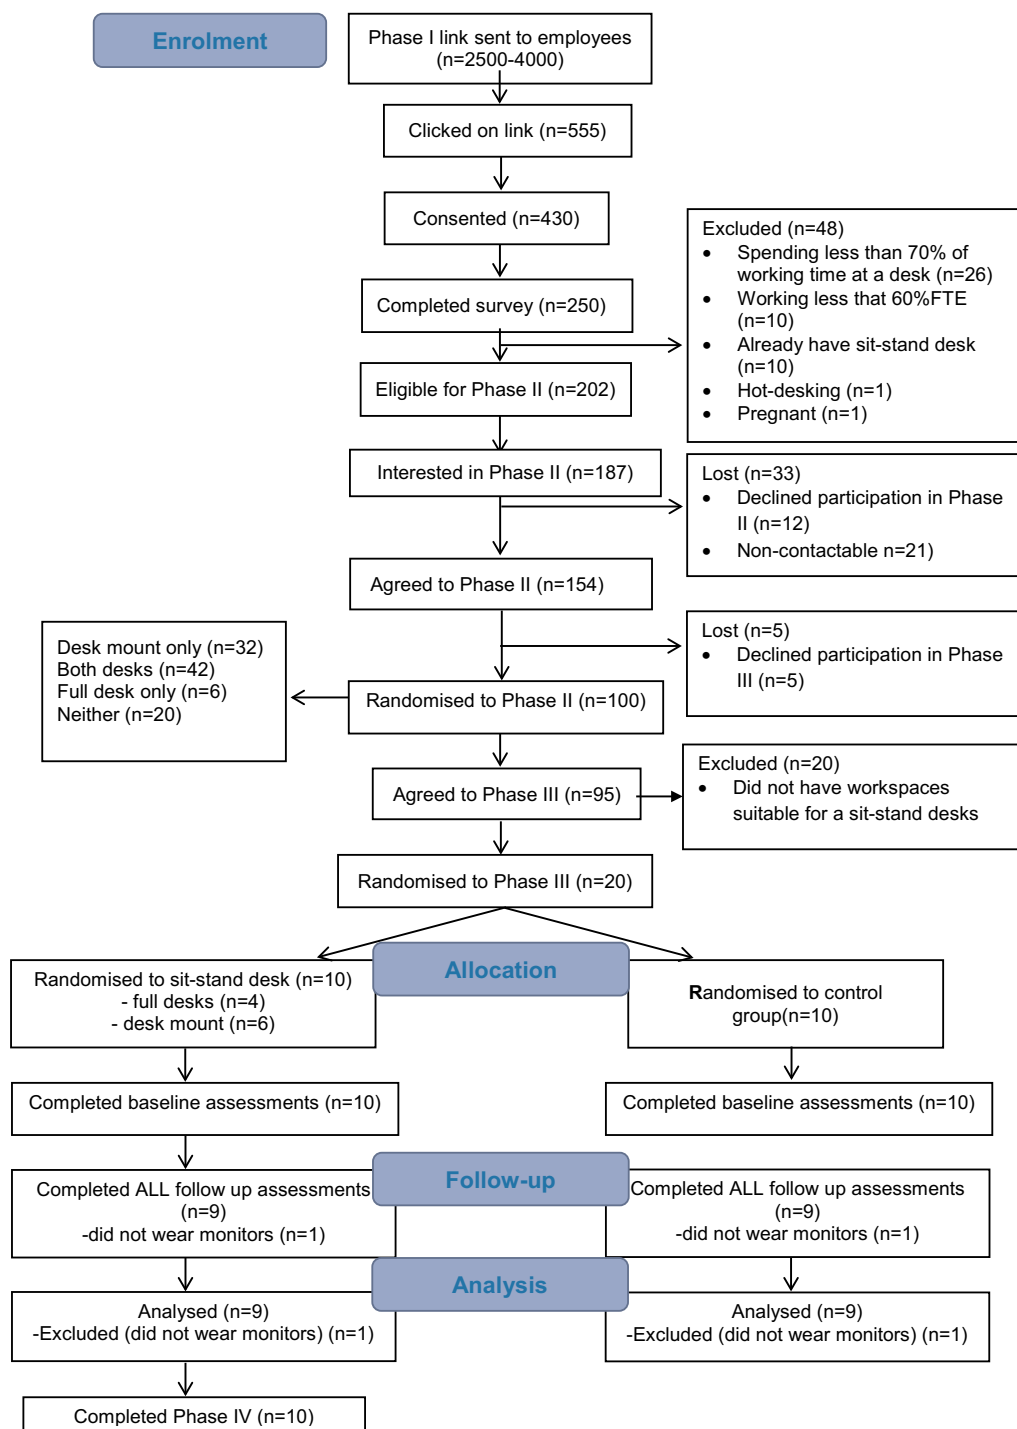 Enrolment
Phase I link sent to employees
(n=2500-4000)
Clicked on link (n=555)
Consented (n=430)
Completed survey (n=250)
Excluded (n=48)
• Spending less than 70% of
working time at a desk (n=26)
• Working less that 60%FTE
(n=10)
• Already have sit-stand desk
(n=10)
• Hot-desking (n=1)
• Pregnant (n=1)
Eligible for Phase II (n=202)
Interested in Phase II (n=187)
Lost (n=33)
• Declined participation in Phase
II (n=12)
• Non-contactable n=21)
Agreed to Phase II (n=154)
Lost (n=5)
• Declined participation in Phase
III (n=5)
Desk mount only (n=32)
Both desks (n=42)
Full desk only (n=6)
Neither (n=20)
Randomised to Phase II (n=100)
Agreed to Phase III (n=95)
Excluded (n=20)
• Did not have workspaces
suitable for a sit-stand desks
Randomised to Phase III (n=20)
Allocation
Randomised to sit-stand desk (n=10)
- full desks (n=4)
- desk mount (n=6)
Randomised to control
group(n=10)
Completed baseline assessments (n=10)
Completed baseline assessments (n=10)
Follow-up
Completed ALL follow up assessments
(n=9)
-did not wear monitors (n=1)
Completed ALL follow up assessments
(n=9)
-did not wear monitors (n=1)
Analysis
Analysed (n=9)
-Excluded (did not wear monitors) (n=1)
Analysed (n=9)
-Excluded (did not wear monitors) (n=1)
Completed Phase IV (n=10)